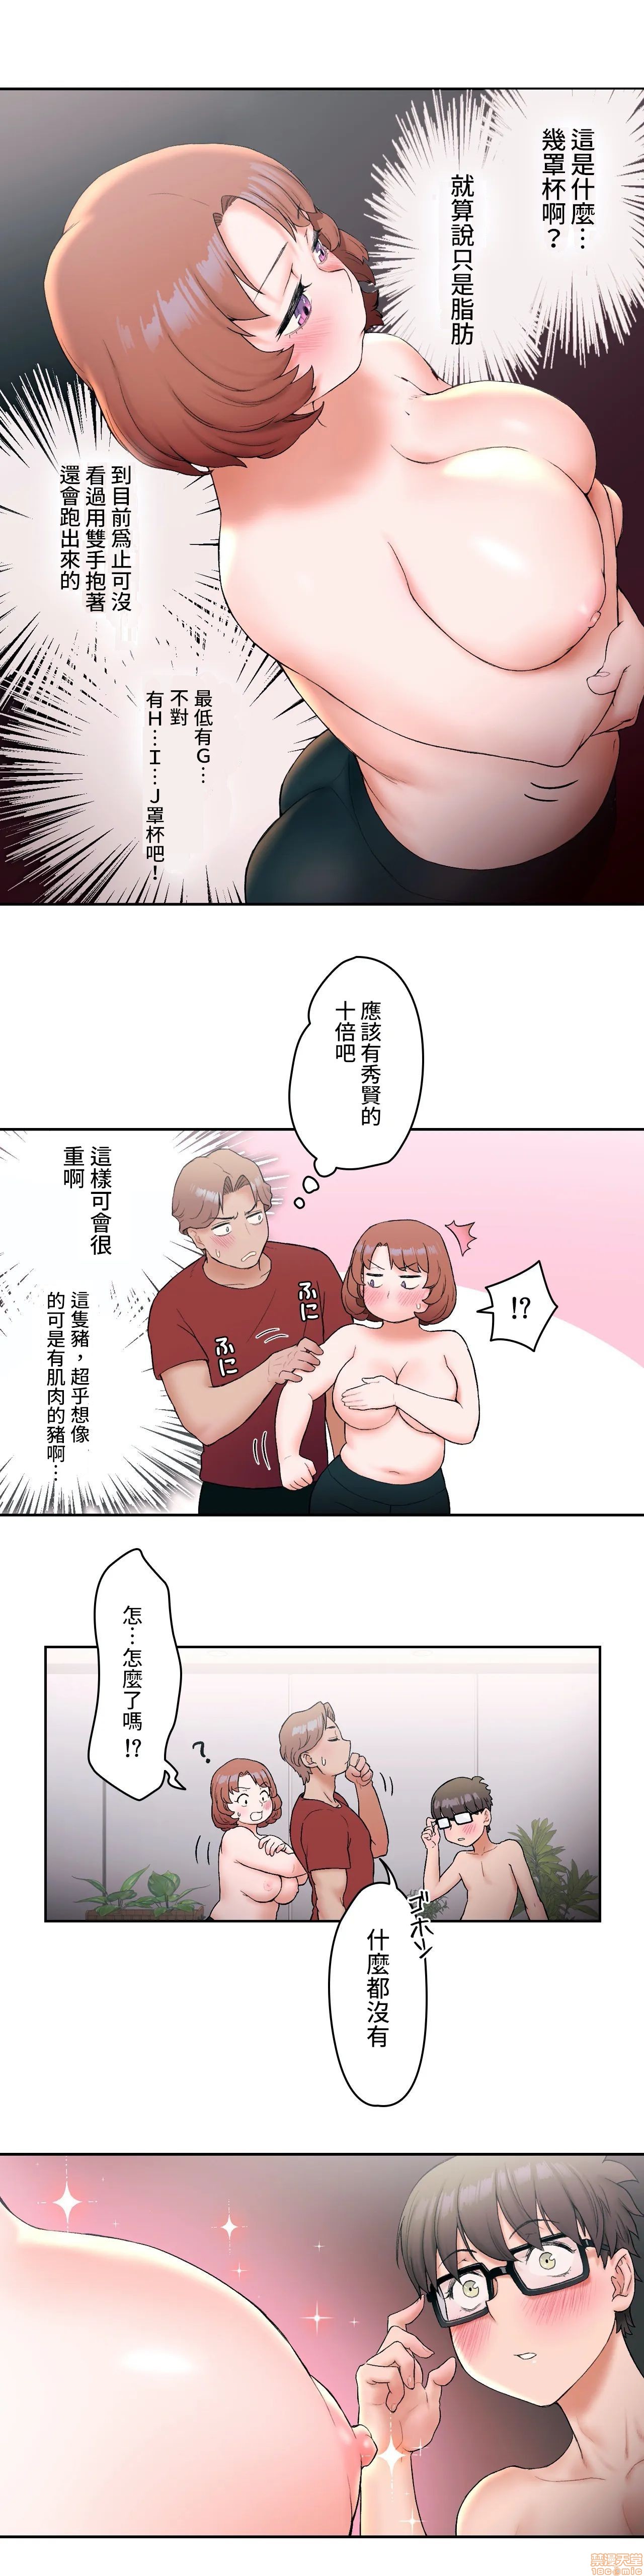 這是什麼…
幾罩杯啊？
就算說只是脂肪
到目前為止可沒
看過用雙手抱著
還會跑出來的
最低有G…
不對
有H…I…J罩杯吧！
應該有秀賢的
十倍吧
這樣可會很
重啊
這隻豬，超乎想像
的可是有肌肉的豬啊…
ふに
ふに
!?
怎…怎麼了嗎!?
?
ゴホッ
什麼都沒有
禁漫天堂
18comic